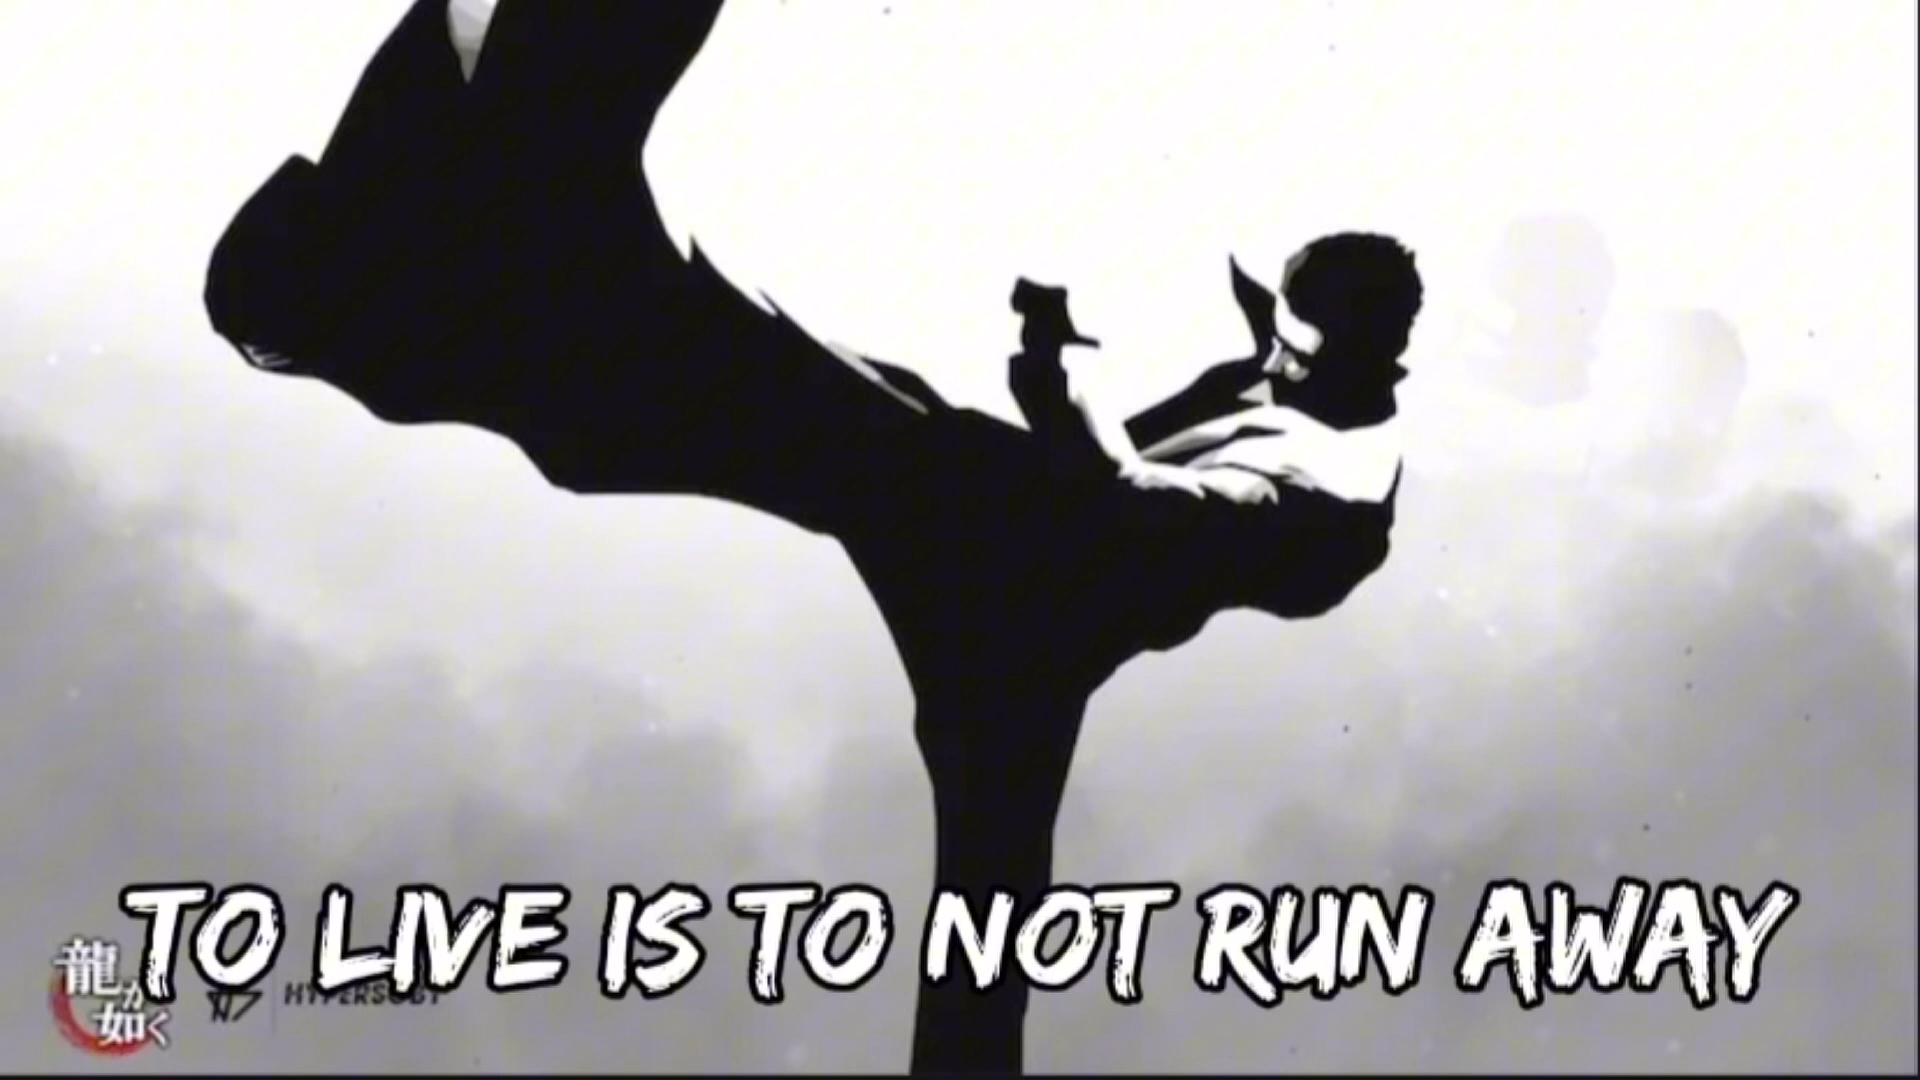 TO LIVE IS TO NOT RUN AWAY
龍が
如く